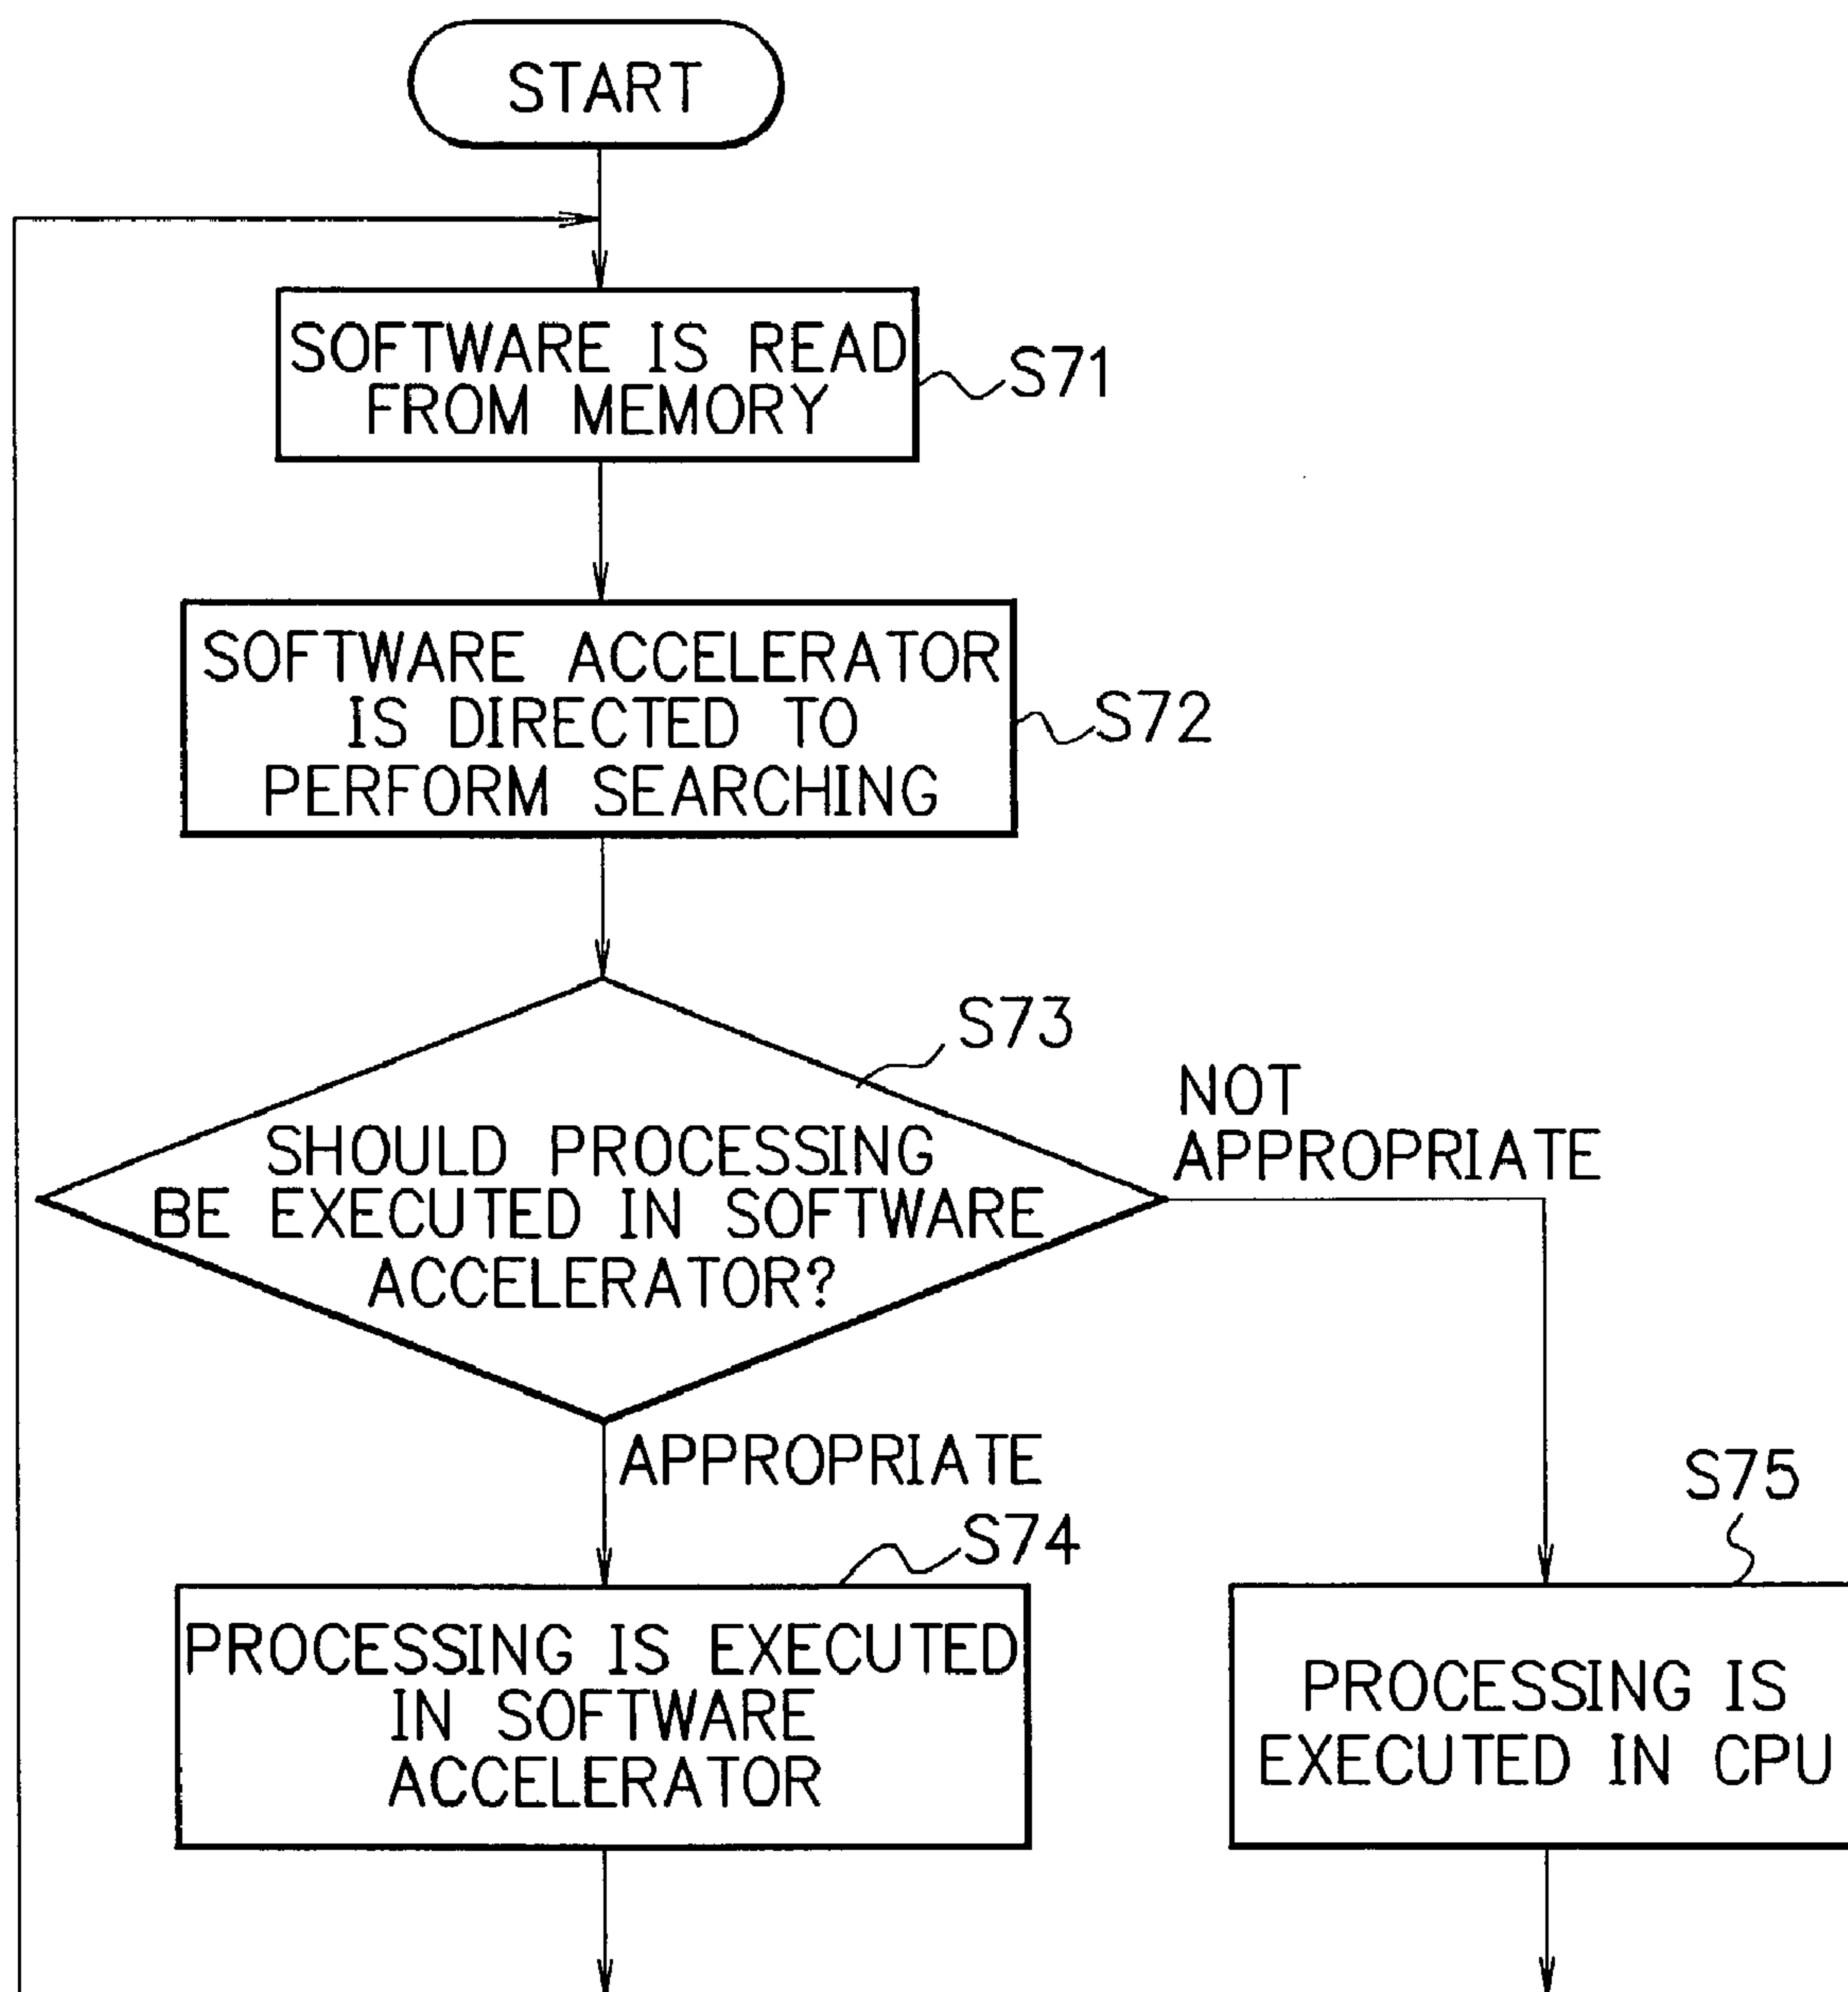 START
SOFTWARE IS READ
FROM MEMORY
S71
SOFTWARE ACCELERATOR
IS DIRECTED TO
PERFORM SEARCHING
S72
S73
SHOULD PROCESSING
BE EXECUTED IN SOFTWARE
ACCELERATOR?
NOT
APPROPRIATE
APPROPRIATE
S74
PROCESSING IS EXECUTED
IN SOFTWARE
ACCELERATOR
S75
PROCESSING IS
EXECUTED IN CPU